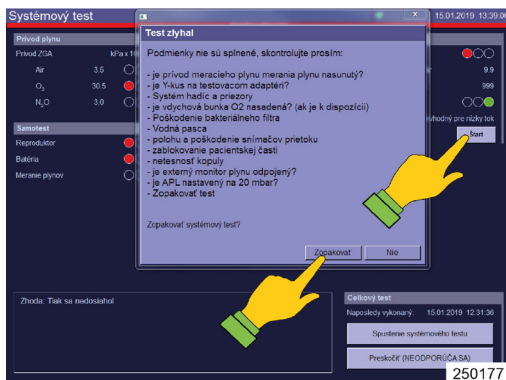 Systémový test
15.01.2019 13:39:0
Prívod plynu
Prívod ZGA
kPa x 10
Air 3.5
9.9
O₂ 30.5
999
N₂O 3.0
hodný pre nízky tok
Štart
Samotest
Reproduktor
Batéria
Meranie plynov
Test zlyhal
Podmienky nie sú splnené, skontrolujte prosím:
- je prívod meracieho plynu merania plynu nasunutý?
- je Y-kus na testovacom adaptéri?
- Systém hadíc a priezory
- je vdychová bunka O2 nasadená? (ak je k dispozícii)
- Poškodenie bakteriálneho filtra
- Vodná pasca
- polohu a poškodenie snímačov prietoku
- zablokovanie pacientskej časti
- netesnosť kopuly
- je externý monitor plynu odpojený?
- je APL nastavený na 20 mbar?
- Zopakovať test
Zopakovať systémový test?
Zopakovať
Nie
Zhoda: Tlak sa nedosiahol
Celkový test
Naposledy vykonaný: 15.01.2019 12:31:36
Spustenie systémového testu
Preskočiť (NEODPORÚČA SA)
250177